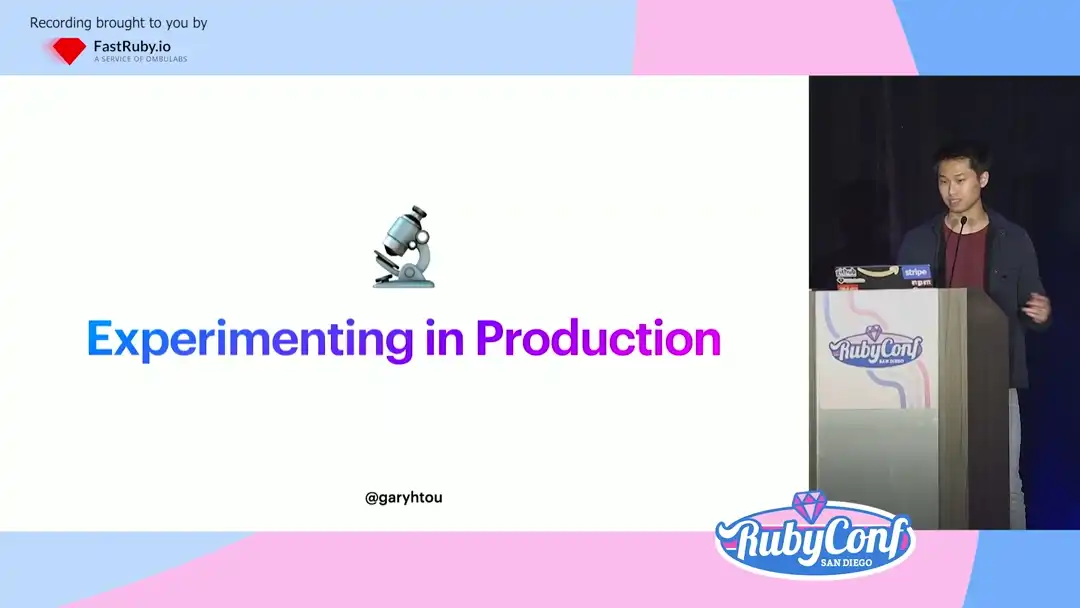 Recording brought to you by
FastRuby.io
A SERVICE OF OMBULABS
Experimenting in Production
@garyhtou
stripe
RubyConf
SAN DIEGO
RubyConf
SAN DIEGO